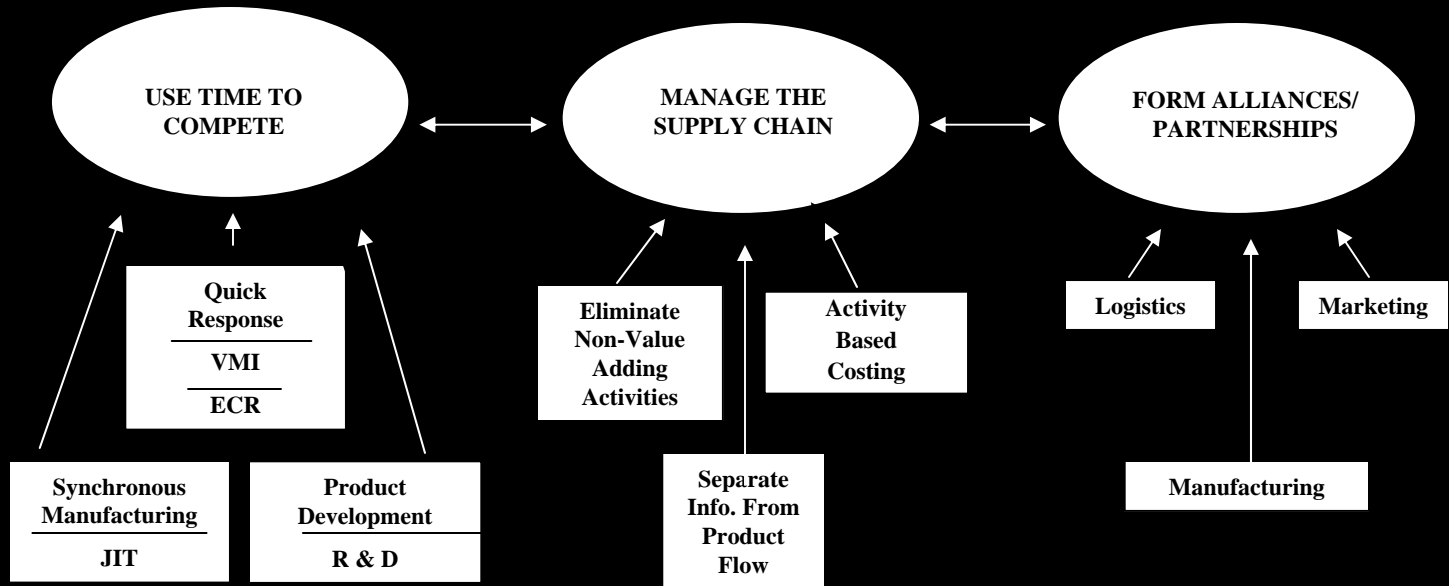 USE TIME TO
COMPETE
MANAGE THE
SUPPLY CHAIN
FORM ALLIANCES/
PARTNERSHIPS
Quick
Response
VMI
ECR
Synchronous
Manufacturing
JIT
Product
Development
R & D
Eliminate
Non-Value
Adding
Activities
Activity
Based
Costing
Separate
Info. From
Product
Flow
Logistics
Marketing
Manufacturing